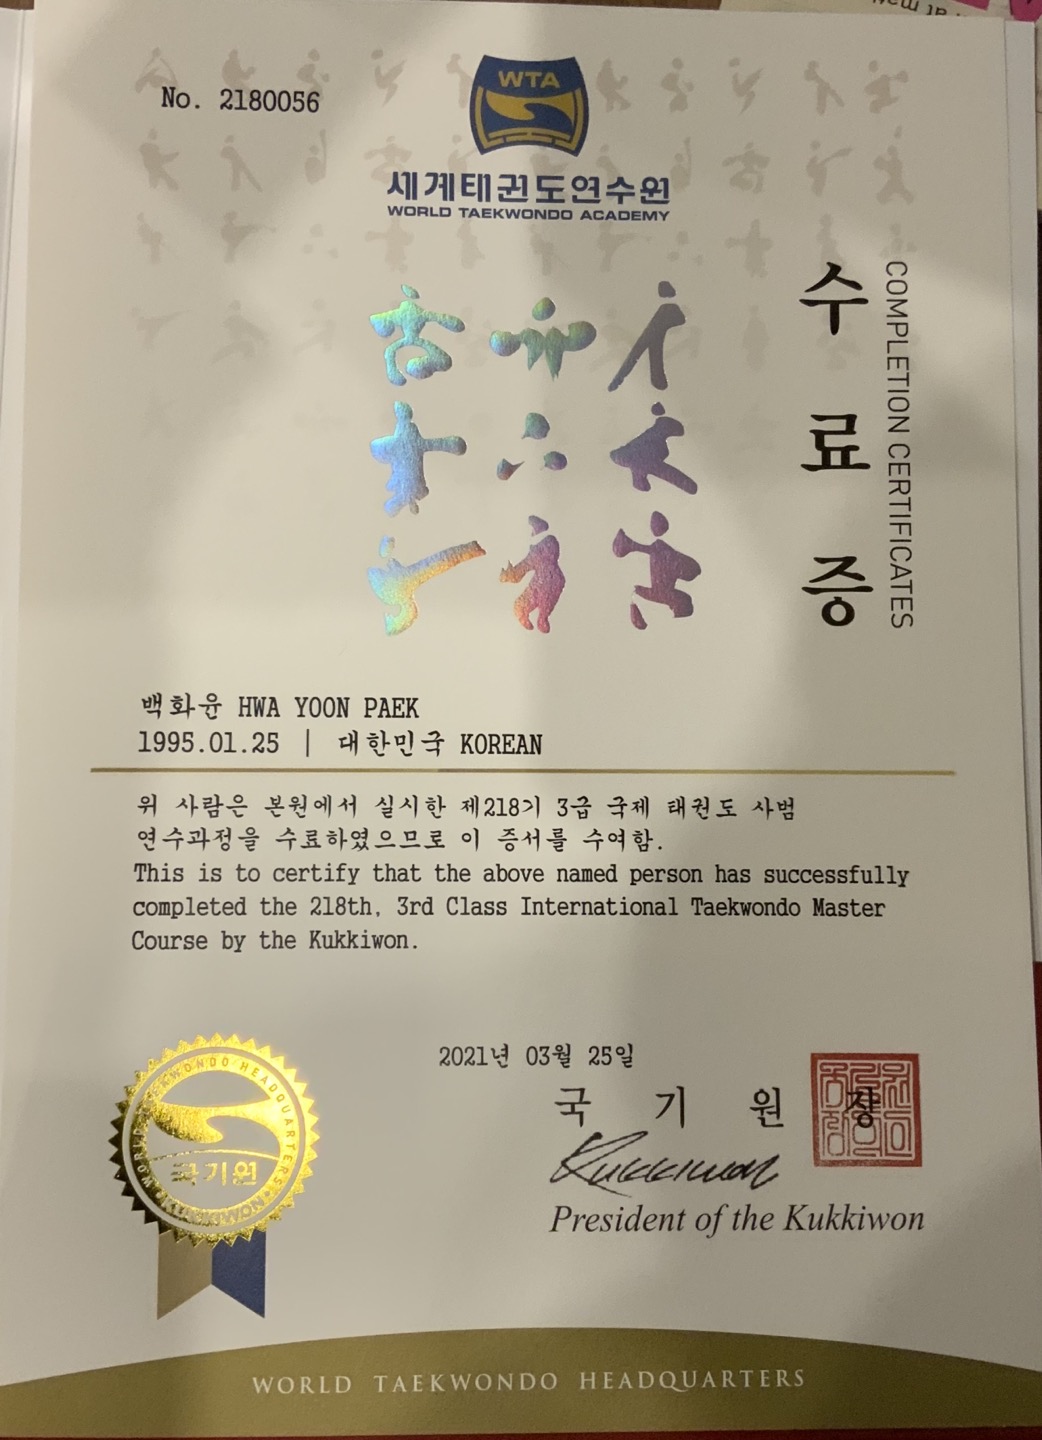 No. 2180056
WTA
세계태권도연수원
WORLD TAEKWONDO ACADEMY
수료증
COMPLETION CERTIFICATES
백화윤 HWA YOON PAEK
1995.01.25 | 대한민국 KOREAN
위 사람은 본원에서 실시한 제218기 3급 국제 태권도 사범
연수과정을 수료하였으므로 이 증서를 수여함.
This is to certify that the above named person has successfully
completed the 218th, 3rd Class International Taekwondo Master
Course by the Kukkiwon.
2021년 03월 25일
국 기 원 장
Kukkiwon
President of the Kukkiwon
WORLD TAEKWONDO HEADQUARTERS
국기원
KUKKIWON
WORLD TAEKWONDO HEADQUARTERS